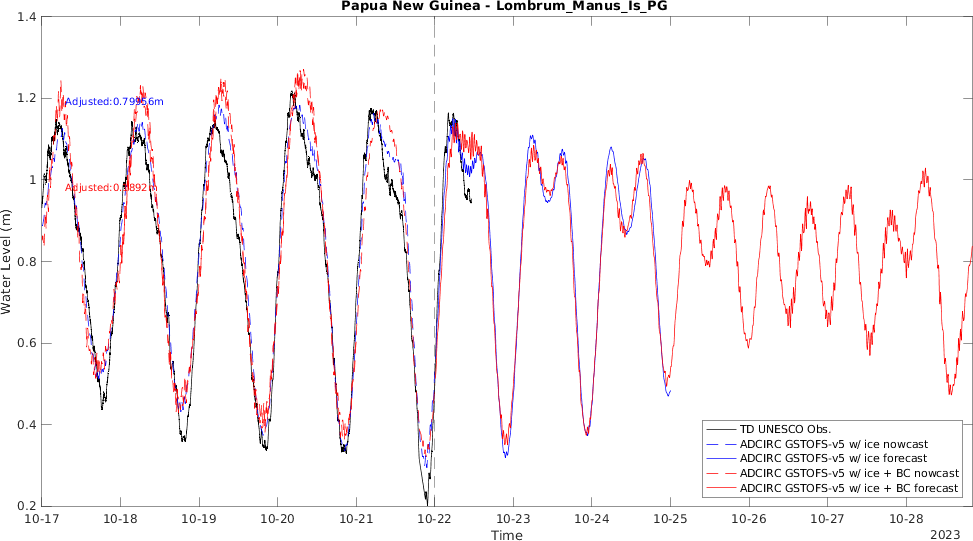 Papua New Guinea - Lombrum_Manus_Is_PG
1.4
1.2
1
0.8
0.6
0.4
0.2
Water Level (m)
Adjusted:0.79956m
TD UNESCO Obs.
ADCIRC GSTOFS-v5 w/ ice nowcast
ADCIRC GSTOFS-v5 w/ ice forecast
ADCIRC GSTOFS-v5 w/ ice + BC nowcast
ADCIRC GSTOFS-v5 w/ ice + BC forecast
10-17 10-18 10-19 10-20 10-21 10-22 10-23 10-24 10-25 10-26 10-27 10-28
Time
2023